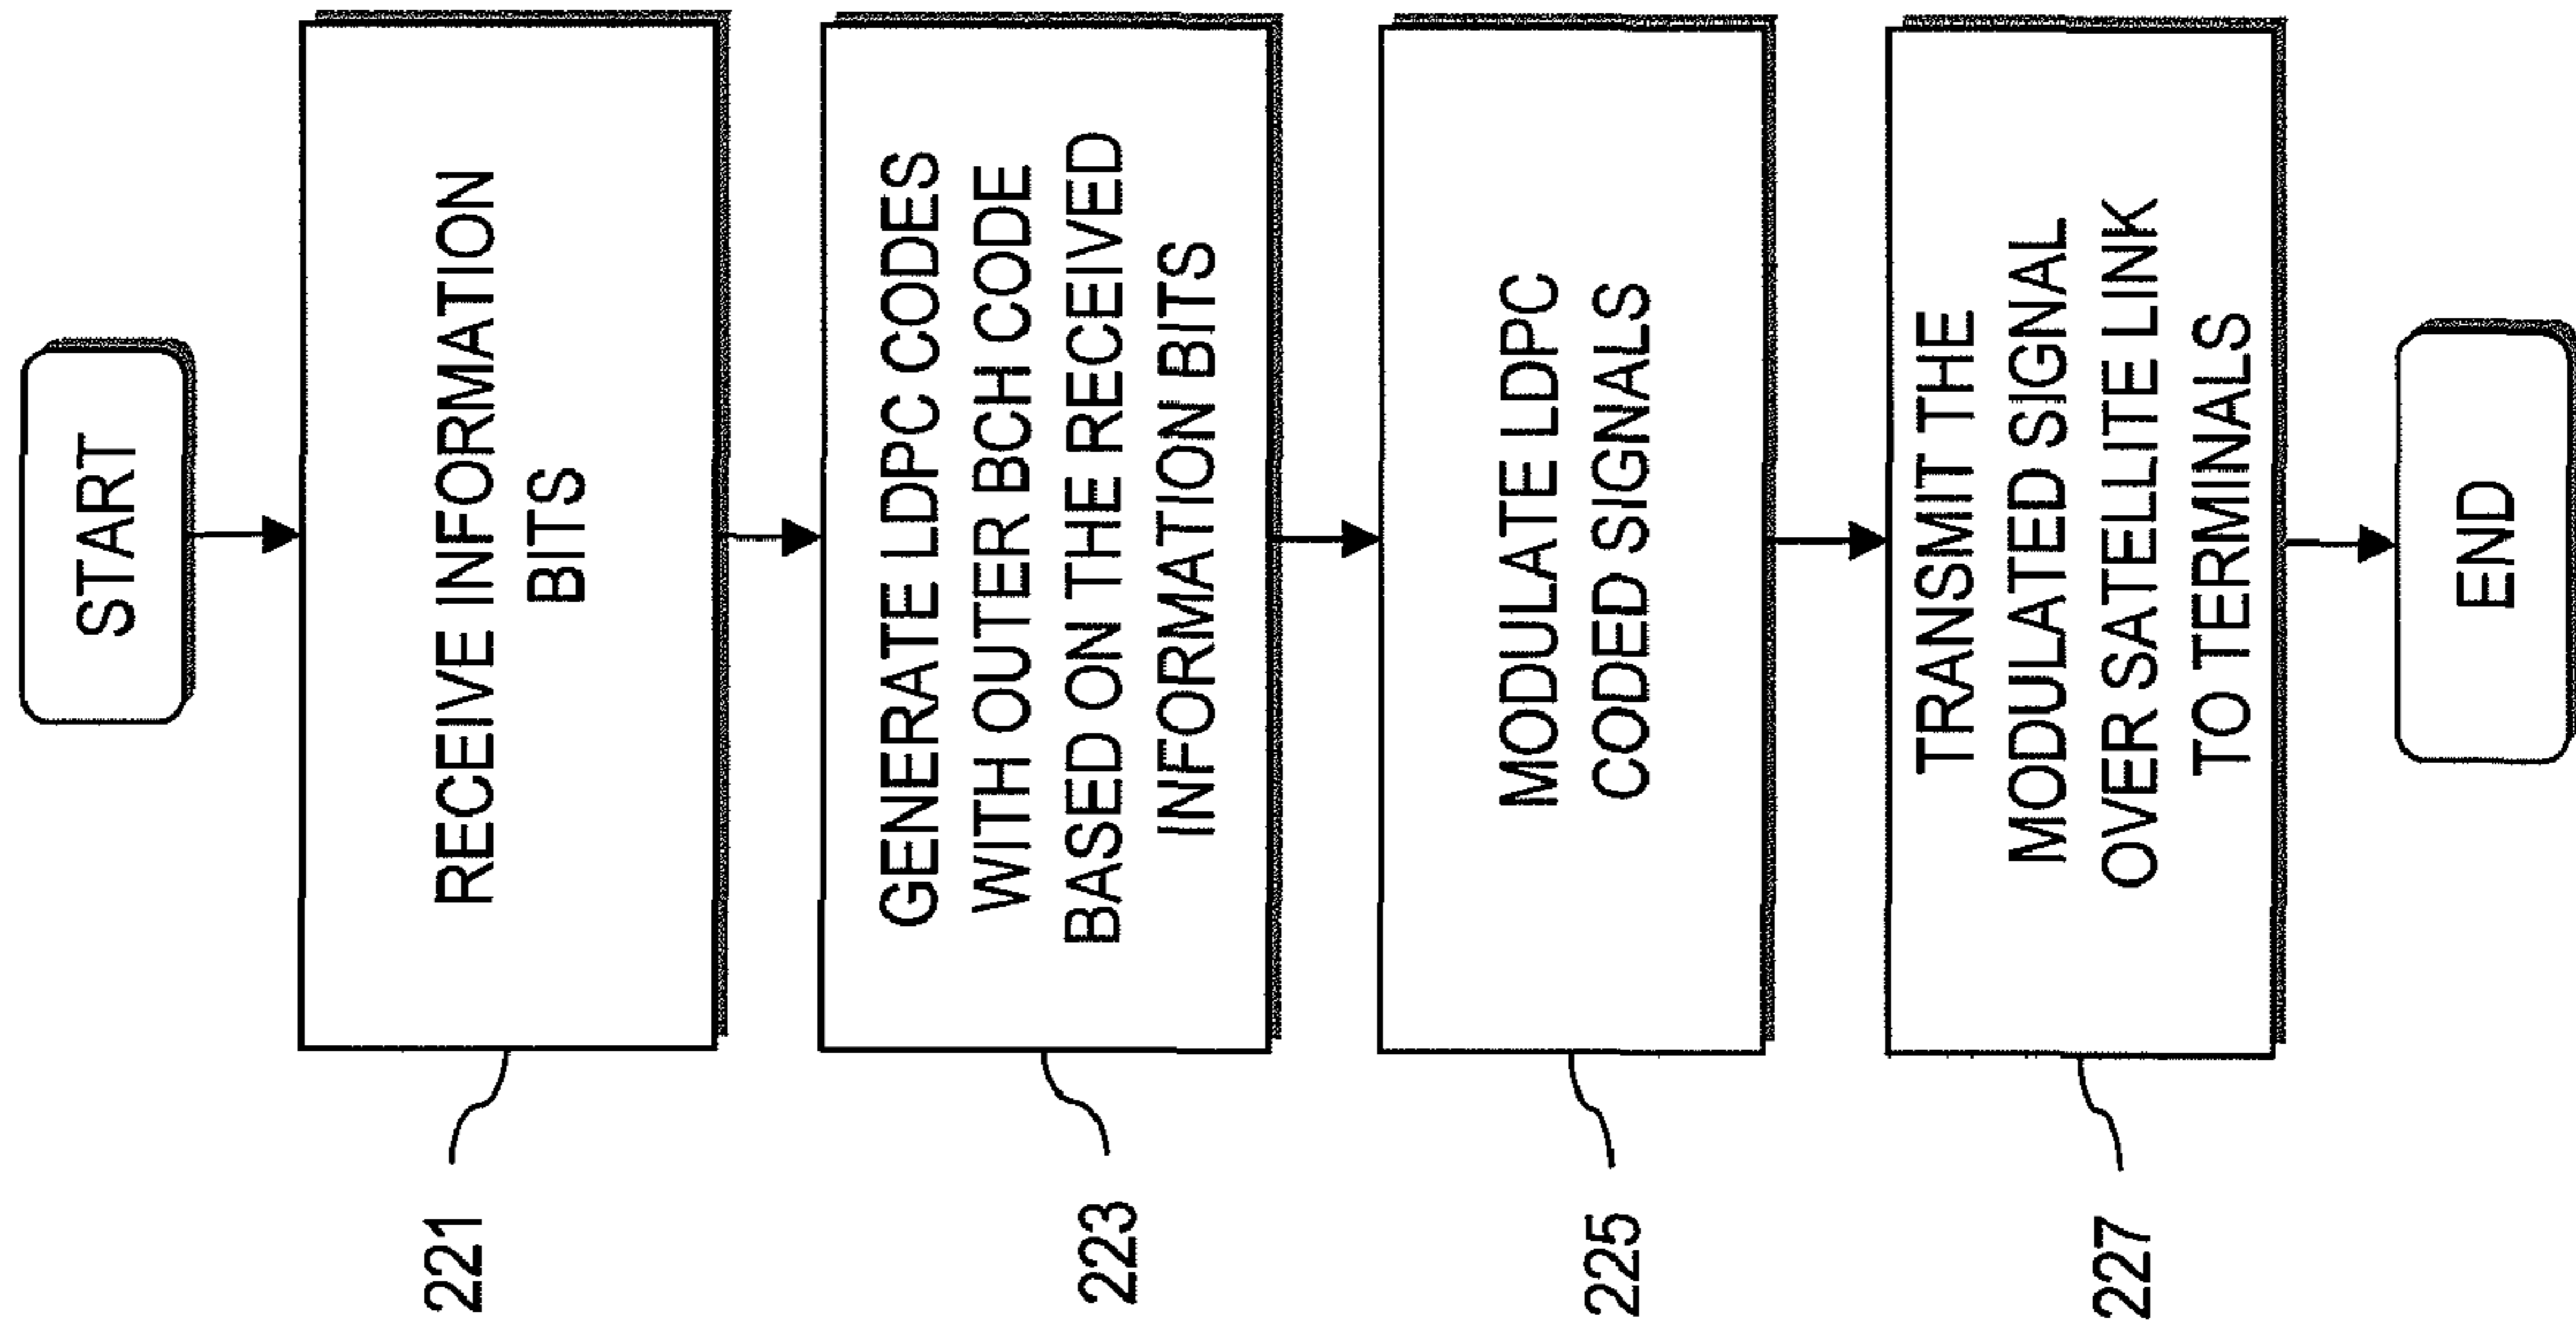 START
RECEIVE INFORMATION
BITS
221
GENERATE LDPC CODES
WITH OUTER BCH CODE
BASED ON THE RECEIVED
INFORMATION BITS
223
MODULATE LDPC
CODED SIGNALS
225
TRANSMIT THE
MODULATED SIGNAL
OVER SATELLITE LINK
TO TERMINALS
227
END